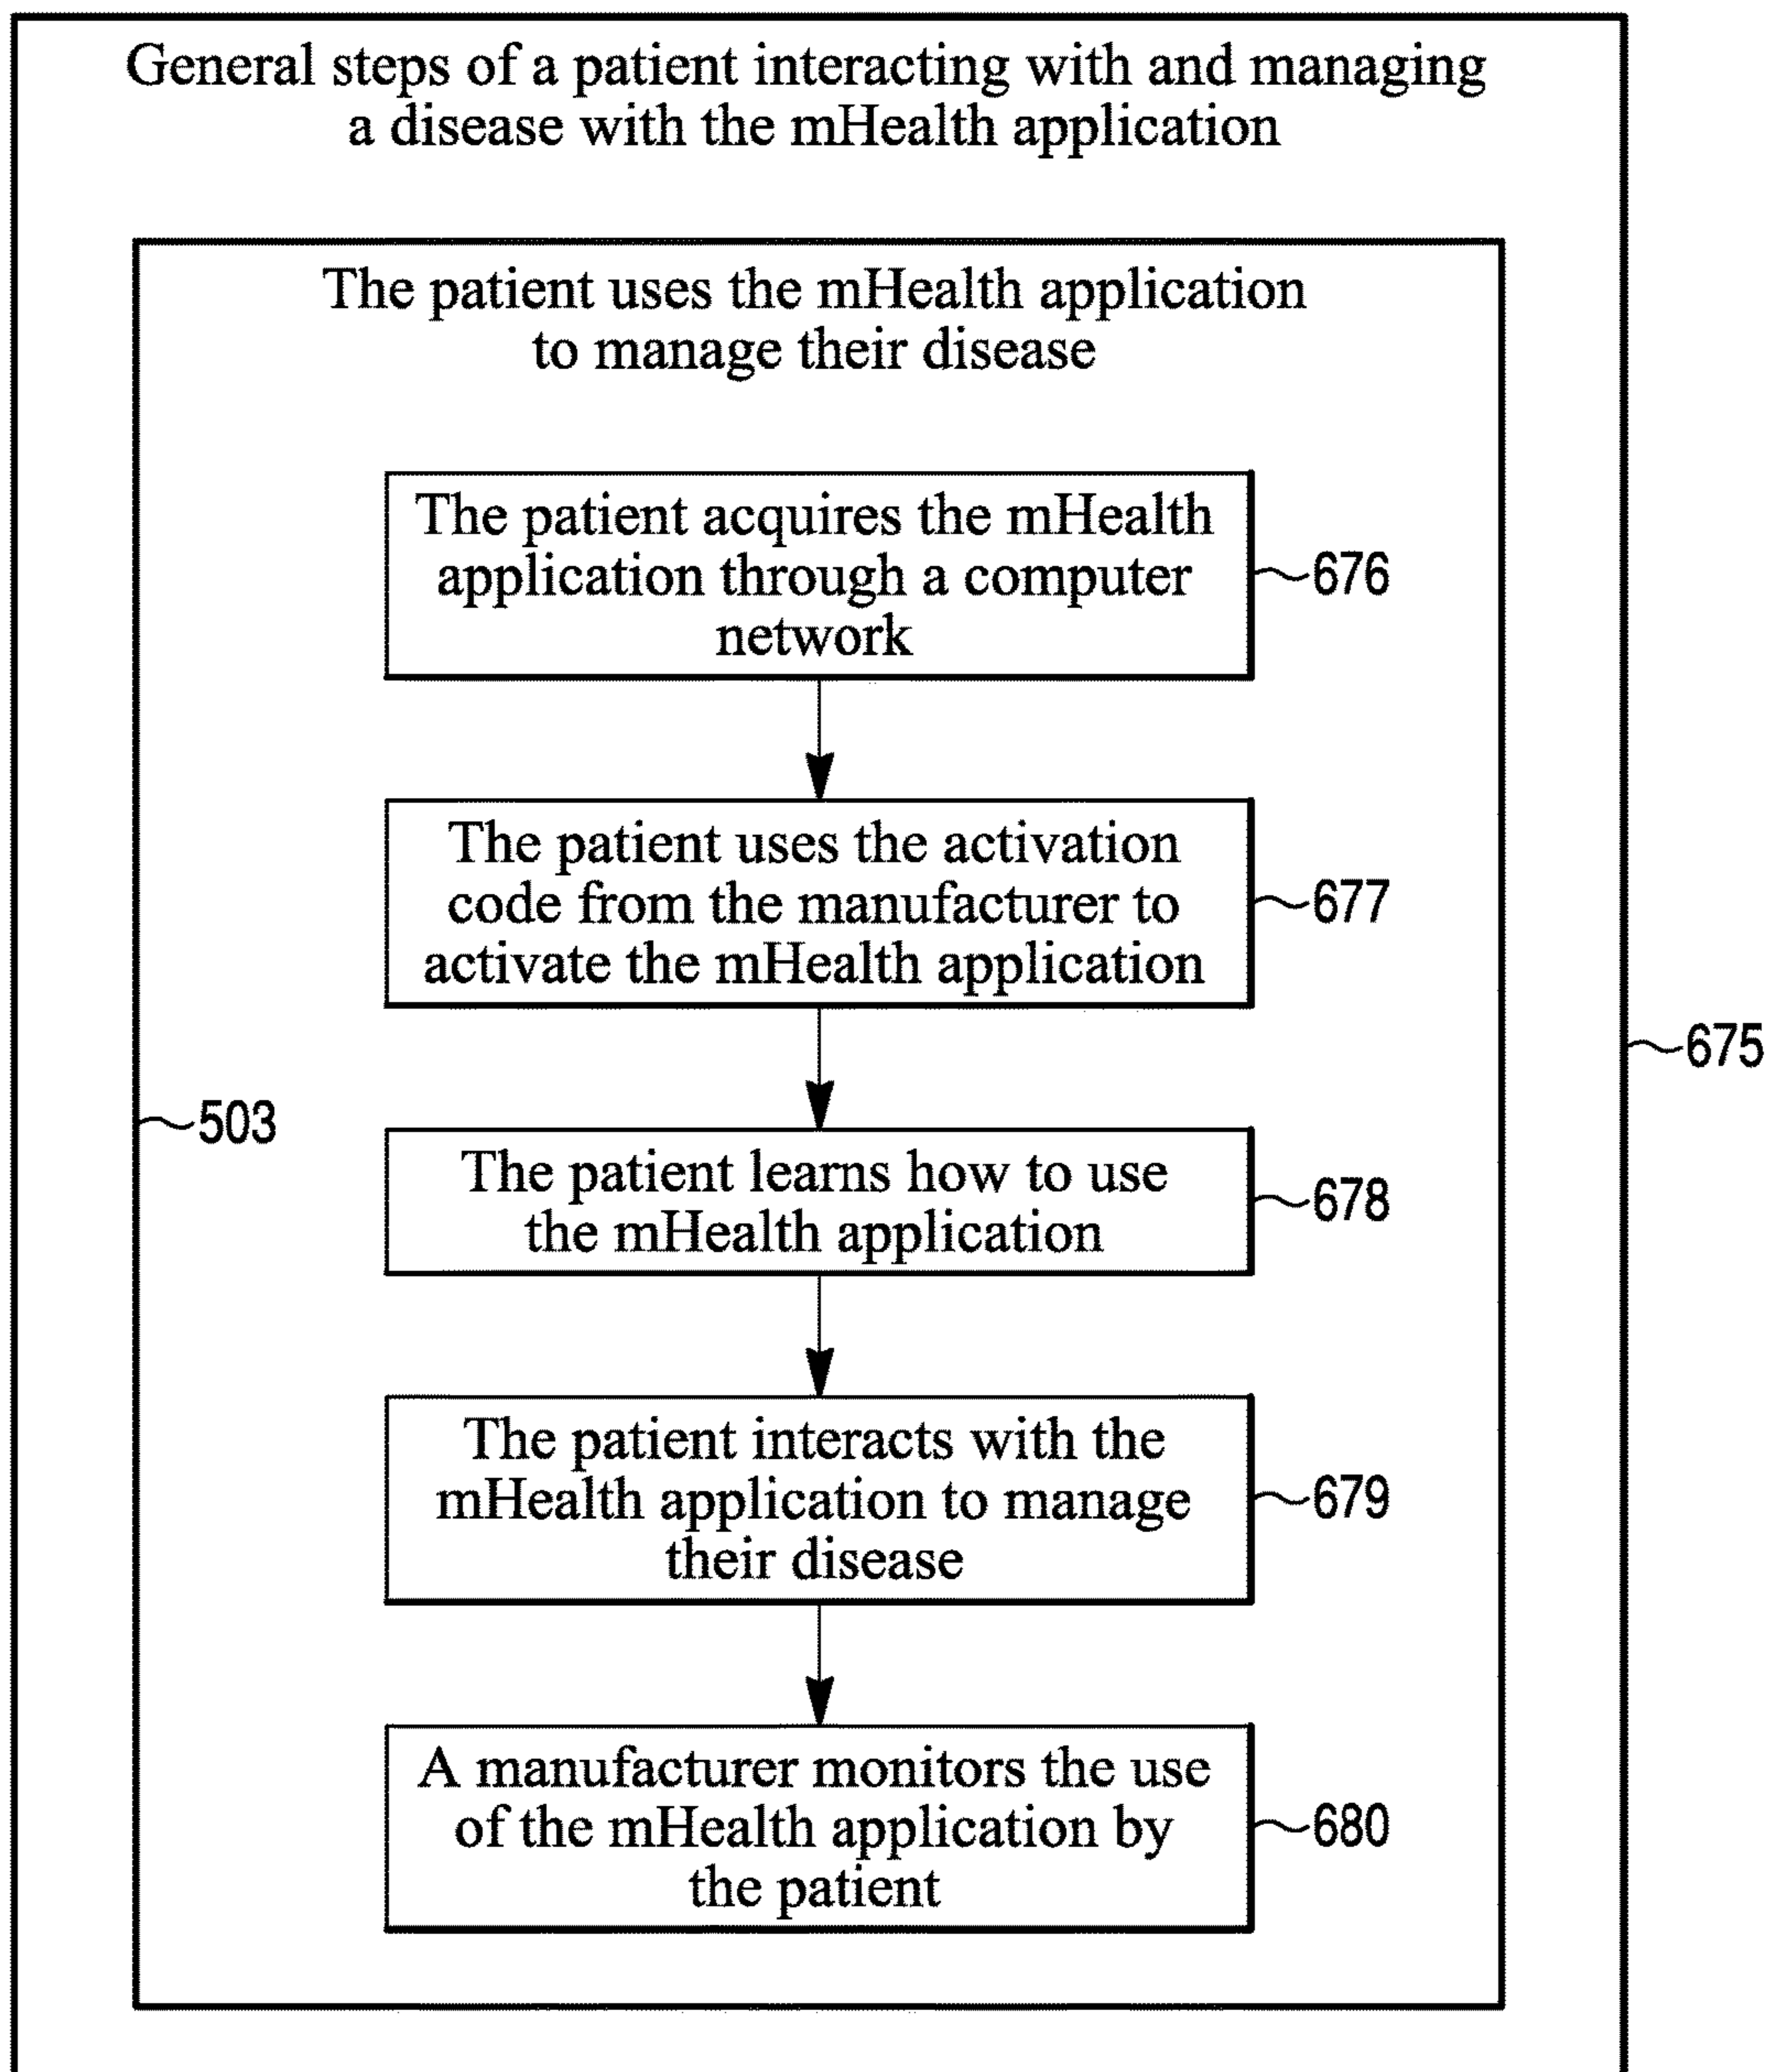 General steps of a patient interacting with and managing
a disease with the mHealth application
The patient uses the mHealth application
to manage their disease
The patient acquires the mHealth
application through a computer
network
676
The patient uses the activation
code from the manufacturer to
activate the mHealth application
677
675
503
The patient learns how to use
the mHealth application
678
The patient interacts with the
mHealth application to manage
their disease
679
A manufacturer monitors the use
of the mHealth application by
the patient
680